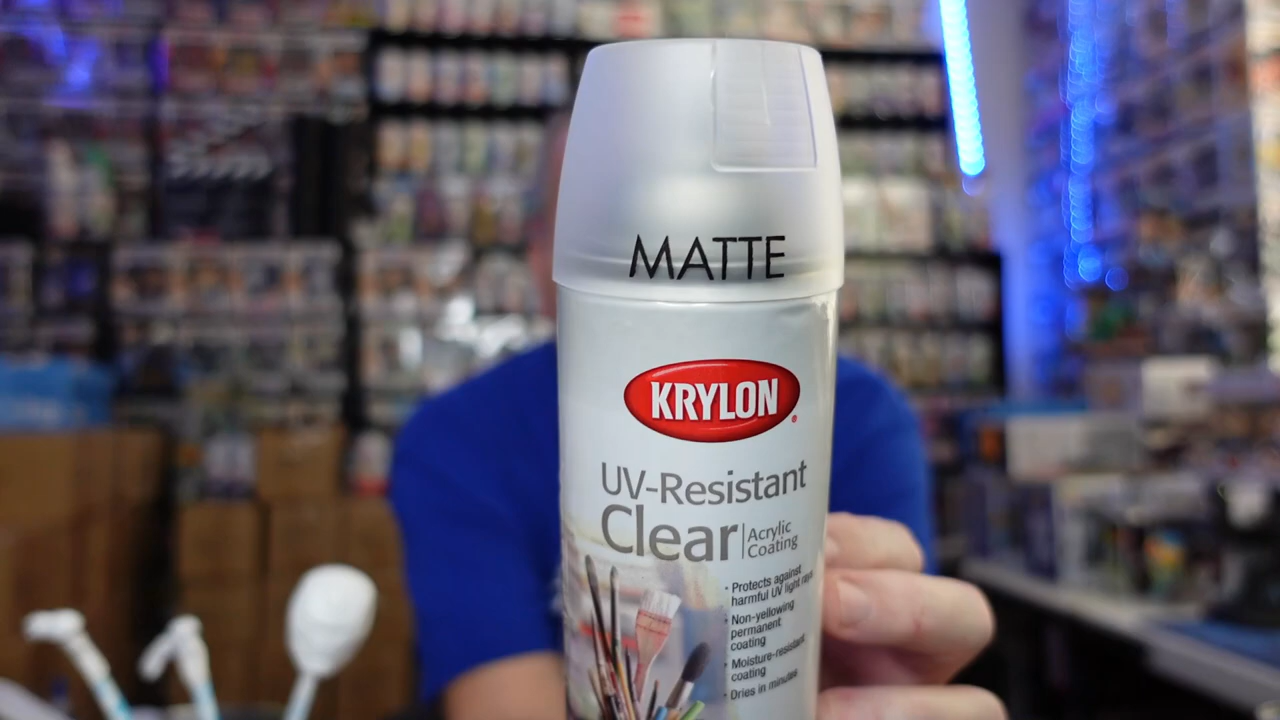 MATTE
KRYLON
UV-Resistant
Clear
Acrylic
Coating
· Protects against
harmful UV light rays
· Non-yellowing
permanent
coating
· Moisture-resistant
coating
· Dries in minutes